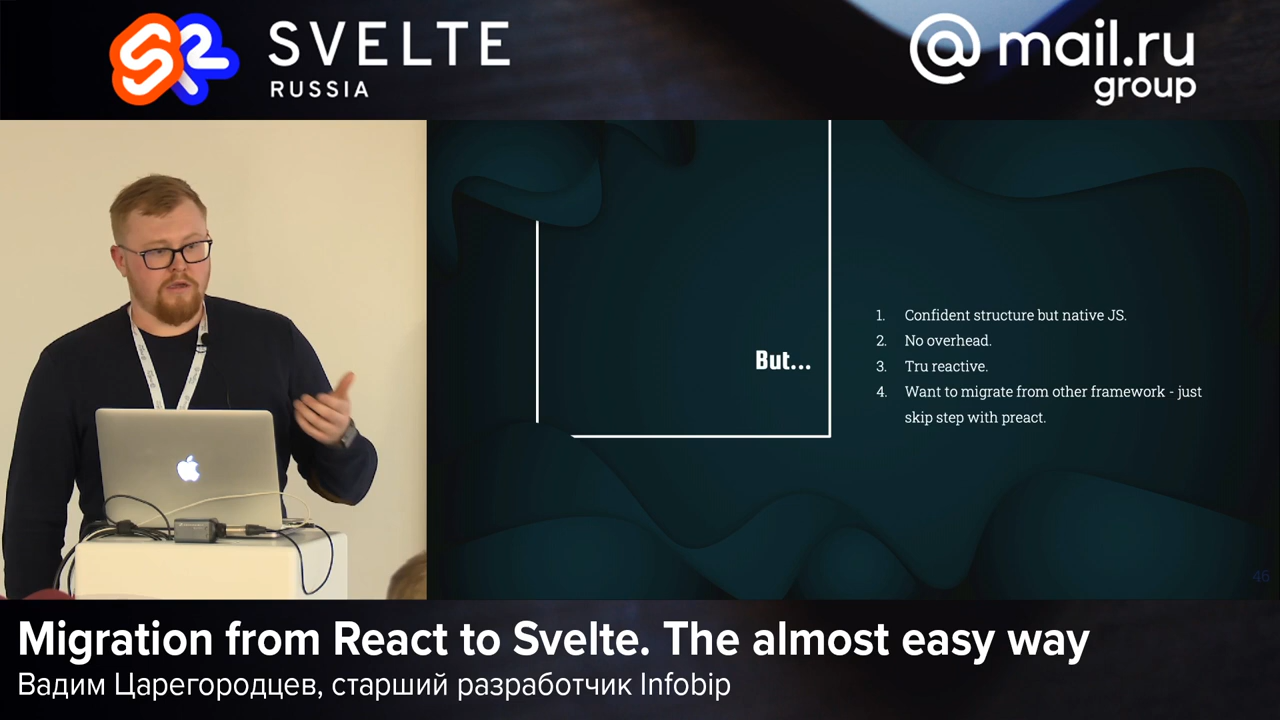 SVELTE
RUSSIA
@mail.ru
group
But...
1. Confident structure but native JS.
2. No overhead.
3. Tru reactive.
4. Want to migrate from other framework - just
skip step with preact.
46
Migration from React to Svelte. The almost easy way
Вадим Царегородцев, старший разработчик Infobip